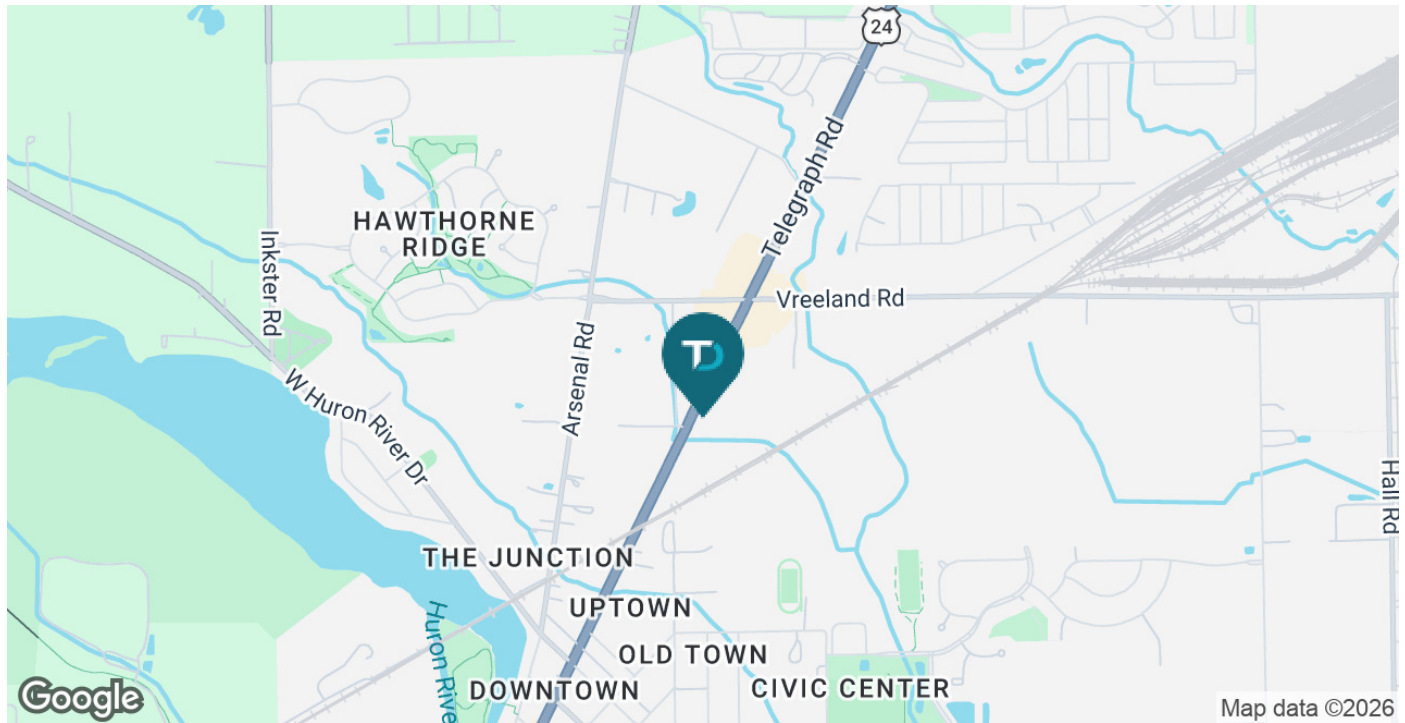 24
Telegraph Rd
HAWTHORNE
RIDGE
Inkster Rd
Vreeland Rd
TD
Arsenal Rd
W Huron River Dr
Hall Rd
THE JUNCTION
UPTOWN
Huron Rive
OLD TOWN
DOWNTOWN
CIVIC CENTER
Google
Map data ©2026